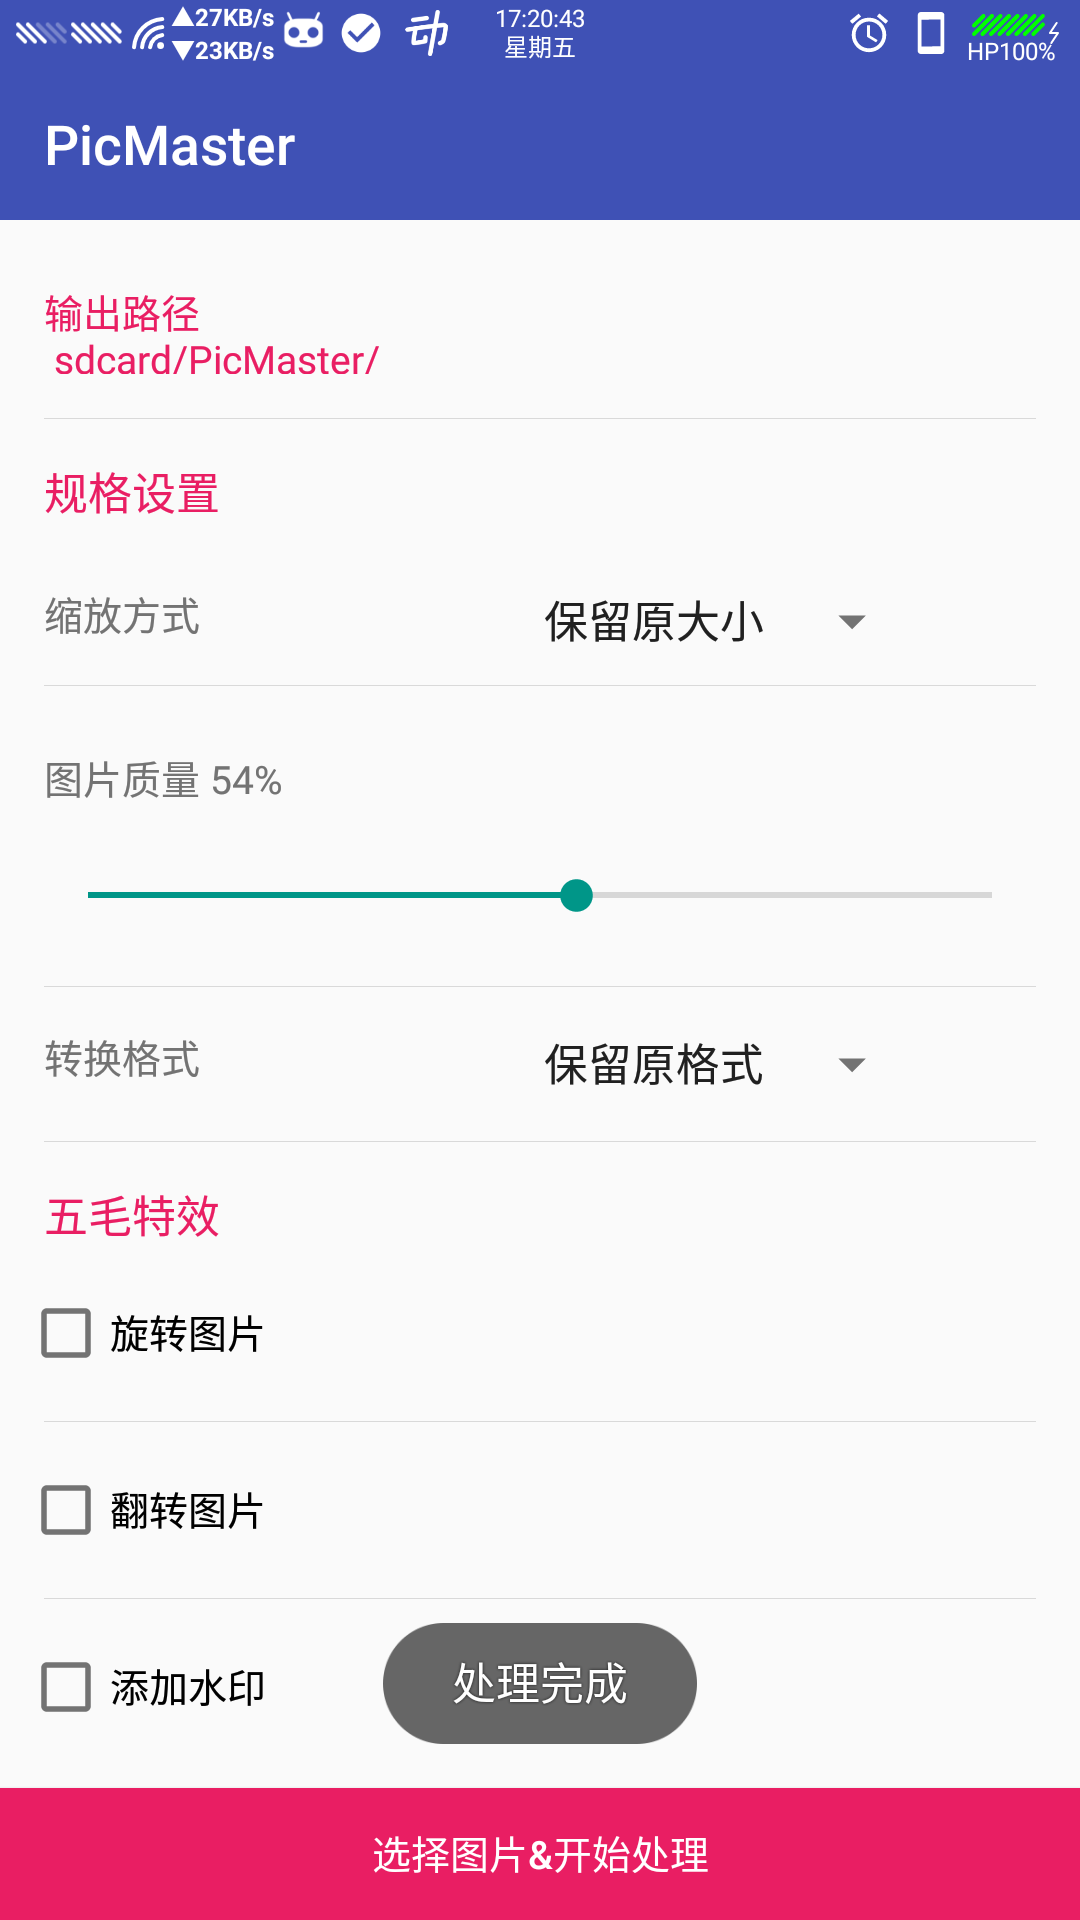 ▲27KB/s
▼23KB/s
动
17:20:43
星期五
HP100%
PicMaster
输出路径
sdcard/PicMaster/
规格设置
缩放方式
保留原大小
图片质量 54%
转换格式
保留原格式
五毛特效
旋转图片
翻转图片
添加水印
处理完成
选择图片&开始处理